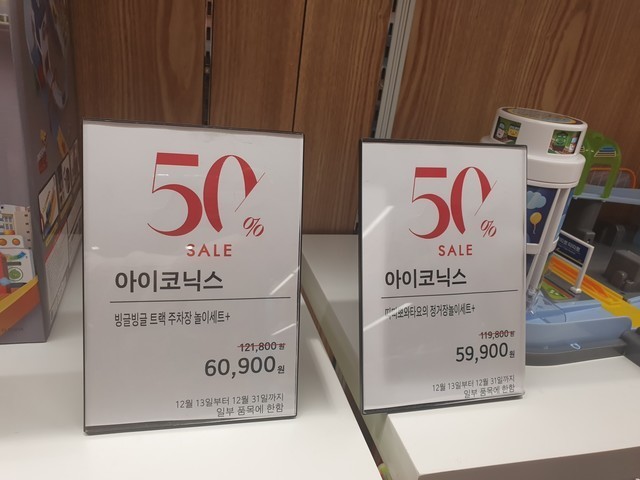 50%
SALE
아이코닉스
빙글빙글 트랙 주차장 놀이세트+
121,800원
60,900원
12월 13일부터 12월 31일까지
일부 품목에 한함
50%
SALE
아이코닉스
정거장놀이세트+
119,800원
59,900원
12월 13일부터 12월 31일까지
일부 품목에 한함